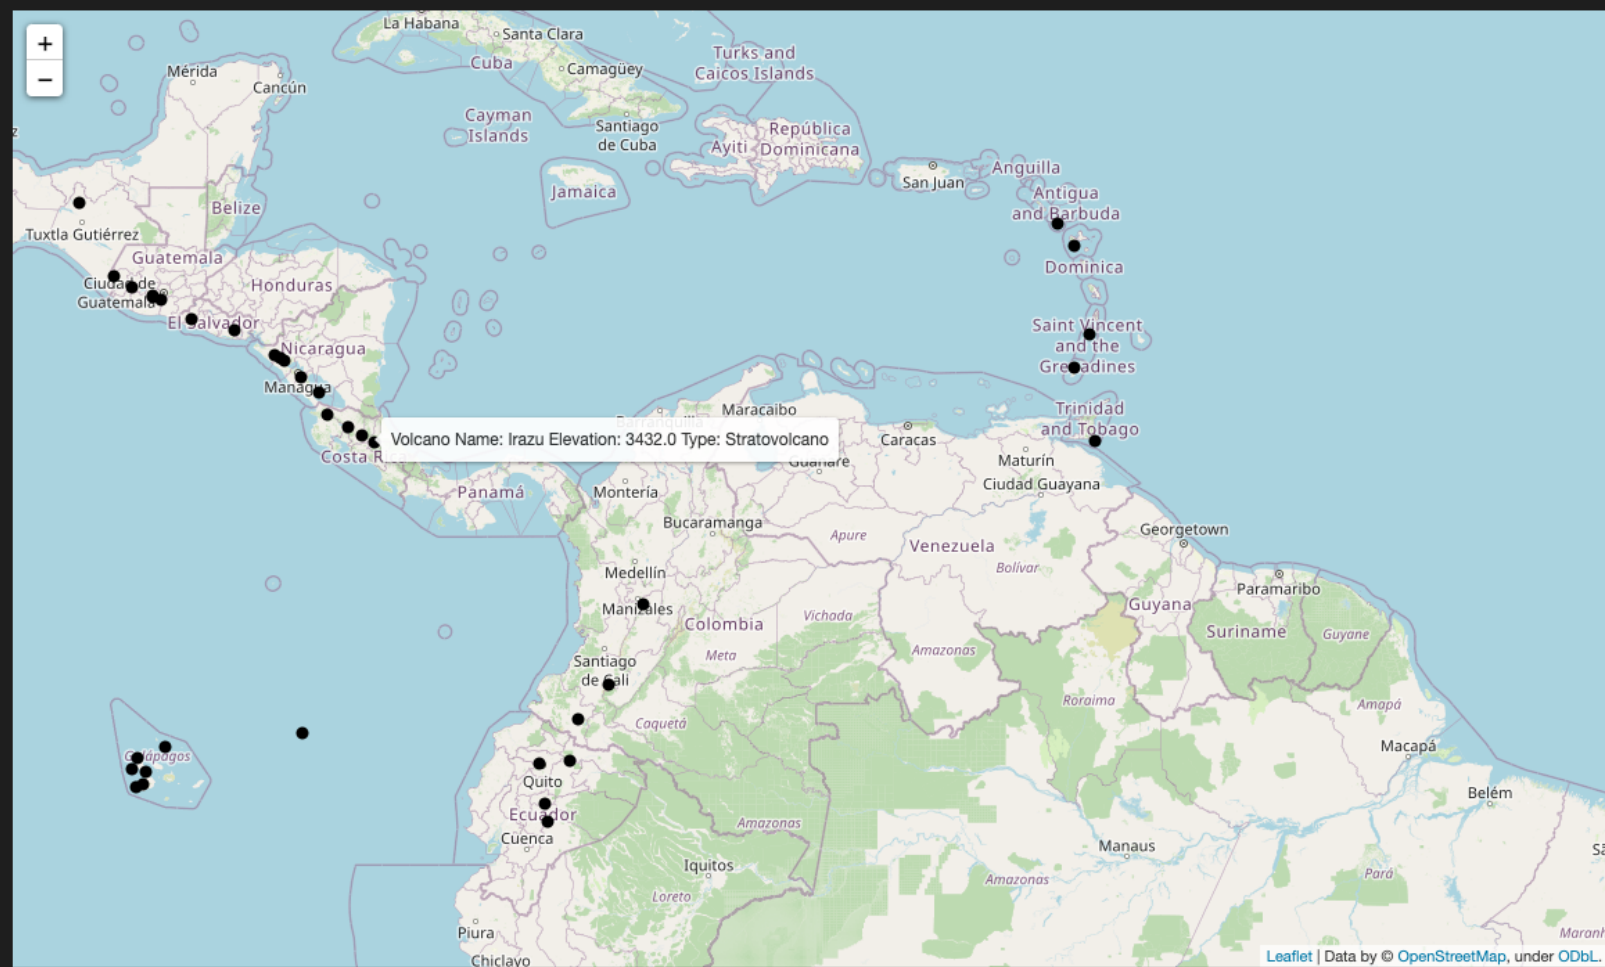 +
−
La Habana
Santa Clara
Cuba
Camagüey
Turks and
Caicos Islands
Mérida
Cancún
Cayman
Islands
Santiago
de Cuba
República
Dominicana
Ayiti
Jamaica
San Juan
Anguilla
Antigua
and Barbuda
z
Belize
Tuxtla Gutiérrez
Guatemala
Dominica
Ciudad de
Guatemala
Honduras
El Salvador
Saint Vincent
and the
Grenadines
Nicaragua
Managua
Barranquilla
Maracaibo
Trinidad
and Tobago
Volcano Name: Irazu Elevation: 3432.0 Type: Stratovolcano
Caracas
Costa Rica
Guanare
Maturín
Ciudad Guayana
Panamá
Montería
Bucaramanga
Georgetown
Apure
Venezuela
Bolívar
Medellín
Paramaribo
Manizales
Vichada
Guyana
Colombia
Suriname
Guyane
Meta
Amazonas
Santiago
de Cali
Roraima
Amapá
Caquetá
Galápagos
Macapá
Quito
Belém
Ecuador
Amazonas
Cuenca
Manaus
Iquitos
Pará
Amazonas
Loreto
Piura
Chiclayo
Leaflet | Data by © OpenStreetMap, under ODbL.